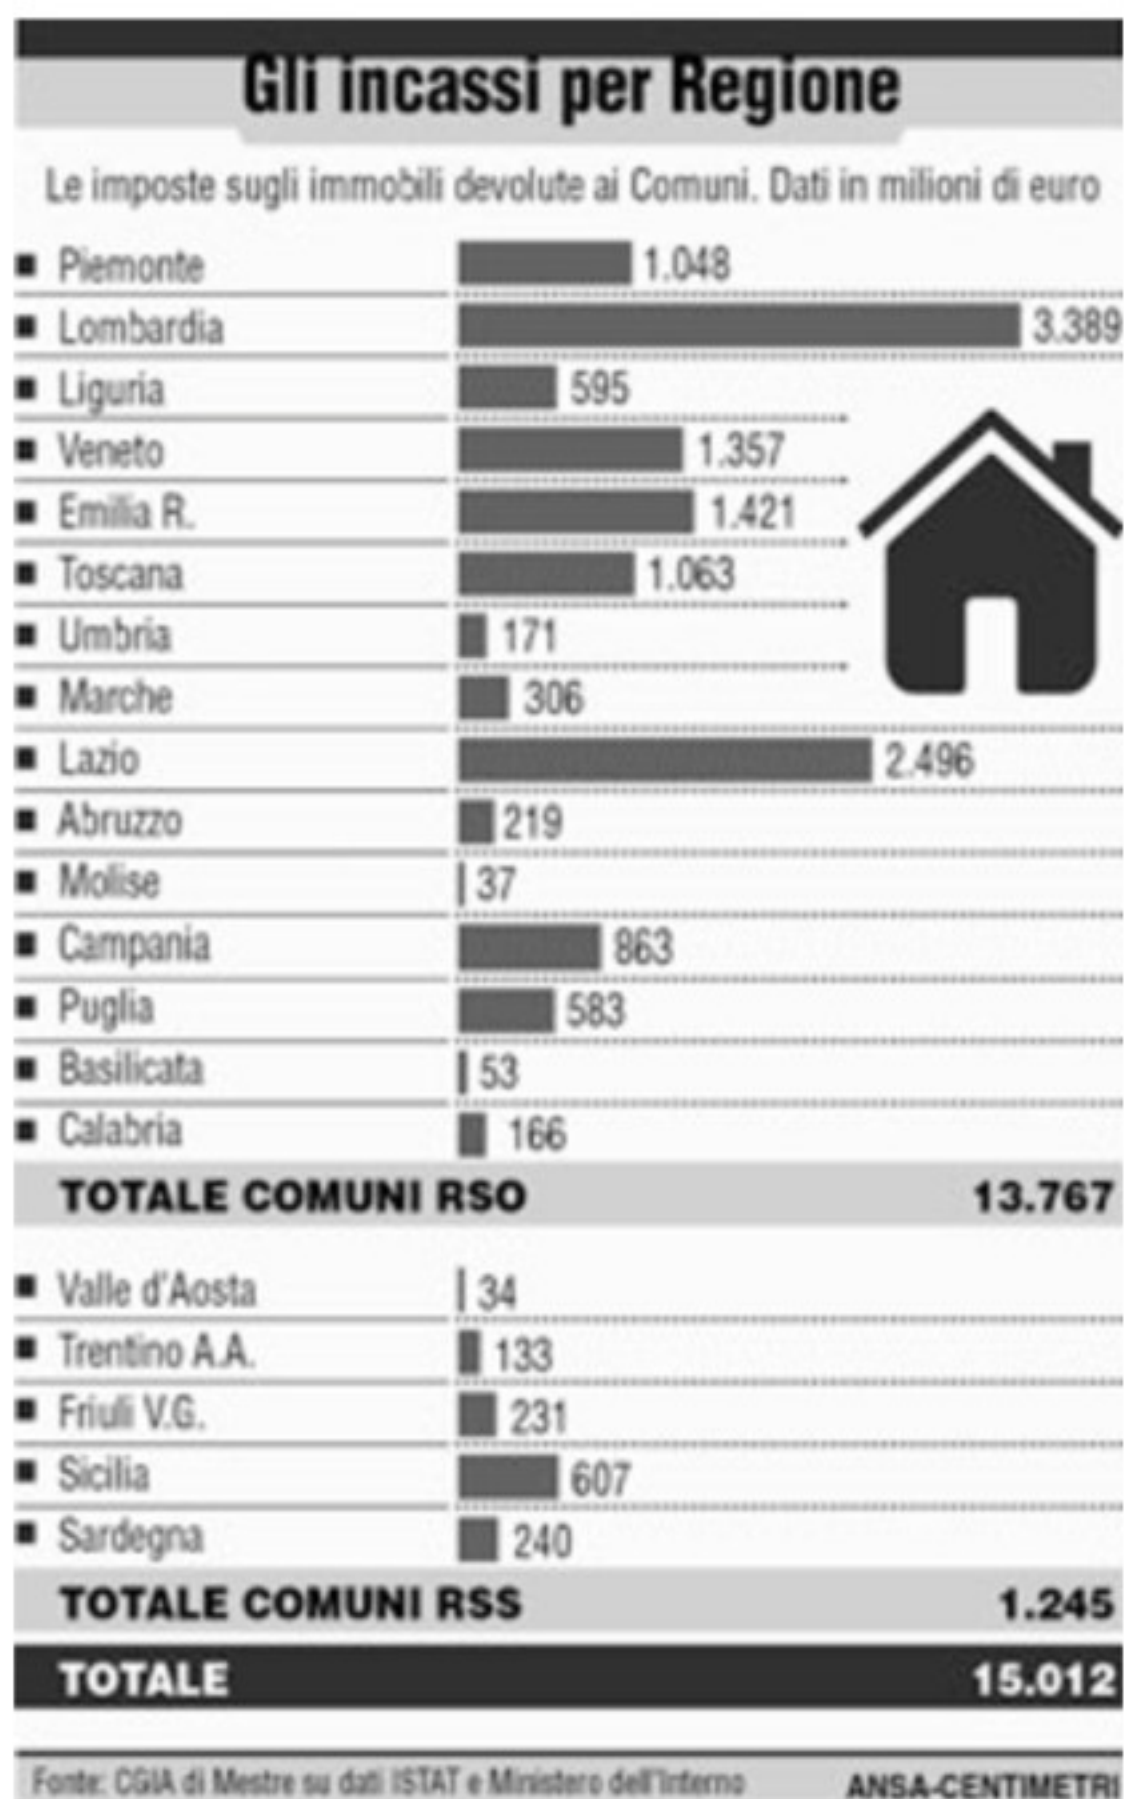 Gli incassi per Regione
Le imposte sugli immobili devolute ai Comuni. Dati in milioni di euro
Piemonte 1.048
Lombardia 3.389
Liguria 595
Veneto 1.357
Emilia R. 1.421
Toscana 1.063
Umbria 171
Marche 306
Lazio 2.496
Abruzzo 219
Molise 37
Campania 863
Puglia 583
Basilicata 53
Calabria 166
TOTALE COMUNI RSO 13.767
Valle d'Aosta 34
Trentino A.A. 133
Friuli V.G. 231
Sicilia 607
Sardegna 240
TOTALE COMUNI RSS 1.245
TOTALE 15.012
Fonte: CGIA di Mestre su dati ISTAT e Ministero dell'Interno ANSA-CENTIMETRI